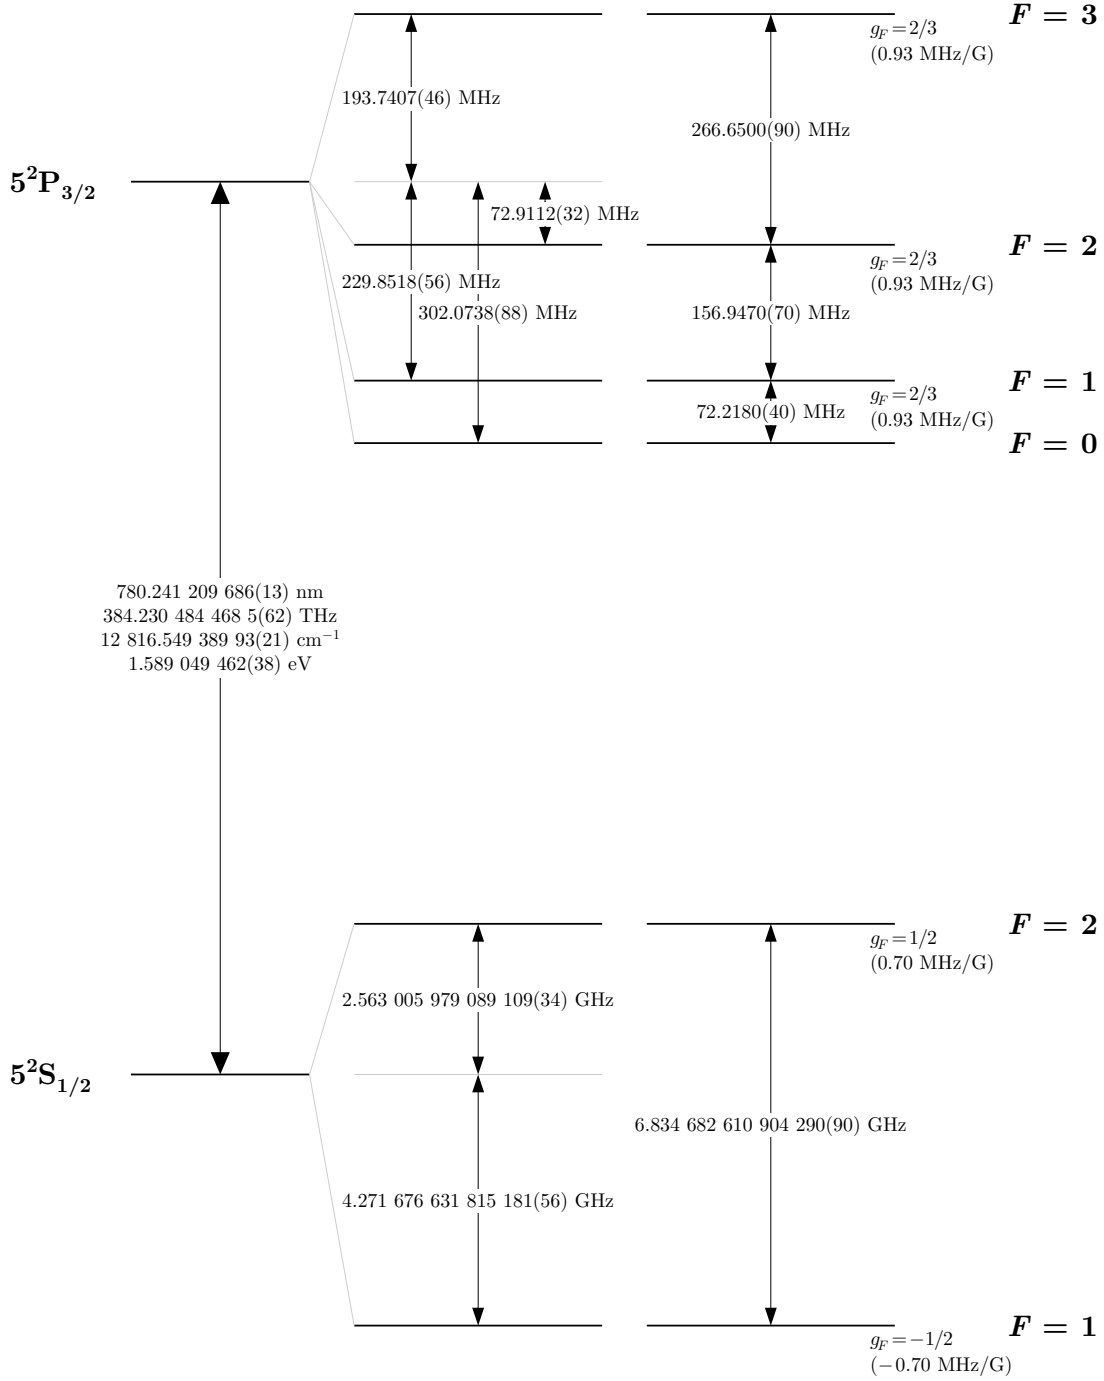 F = 3
g_F = 2/3
(0.93 MHz/G)
193.7407(46) MHz
266.6500(90) MHz
5²P₃/₂
72.9112(32) MHz
F = 2
g_F = 2/3
(0.93 MHz/G)
229.8518(56) MHz
302.0738(88) MHz
156.9470(70) MHz
F = 1
g_F = 2/3
(0.93 MHz/G)
72.2180(40) MHz
F = 0
780.241 209 686(13) nm
384.230 484 468 5(62) THz
12 816.549 389 93(21) cm⁻¹
1.589 049 462(38) eV
F = 2
g_F = 1/2
(0.70 MHz/G)
2.563 005 979 089 109(34) GHz
5²S₁/₂
6.834 682 610 904 290(90) GHz
4.271 676 631 815 181(56) GHz
F = 1
g_F = −1/2
(−0.70 MHz/G)